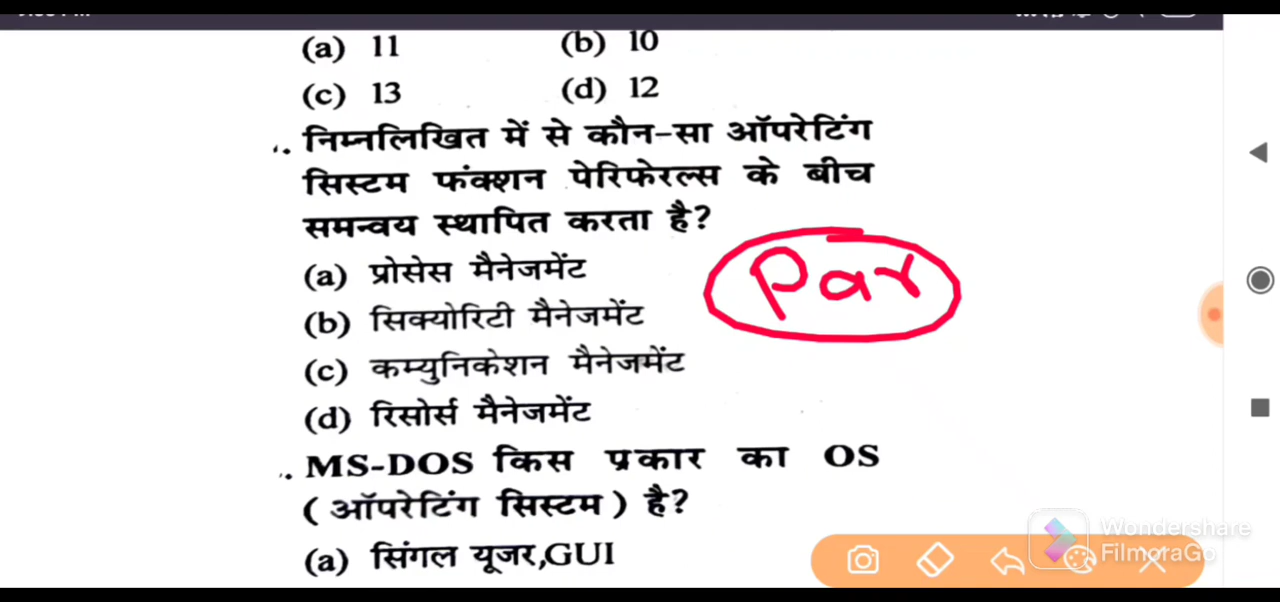 (a) 11 (b) 10
(c) 13 (d) 12
निम्नलिखित में से कौन-सा ऑपरेटिंग
सिस्टम फंक्शन पेरिफेरल्स के बीच
समन्वय स्थापित करता है?
Par
(a) प्रोसेस मैनेजमेंट
(b) सिक्योरिटी मैनेजमेंट
(c) कम्युनिकेशन मैनेजमेंट
(d) रिसोर्स मैनेजमेंट
MS-DOS किस प्रकार का OS
(ऑपरेटिंग सिस्टम) है?
(a) सिंगल यूजर,GUI
Wondershare
FilmoraGo